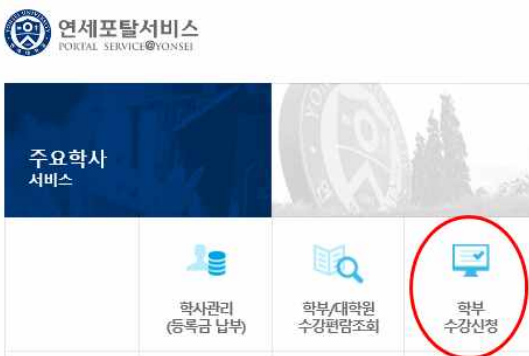 연세포탈서비스
PORTAL SERVICE@YONSEI
주요학사
서비스
학사관리
(등록금 납부)
학부/대학원
수강편람조회
학부
수강신청